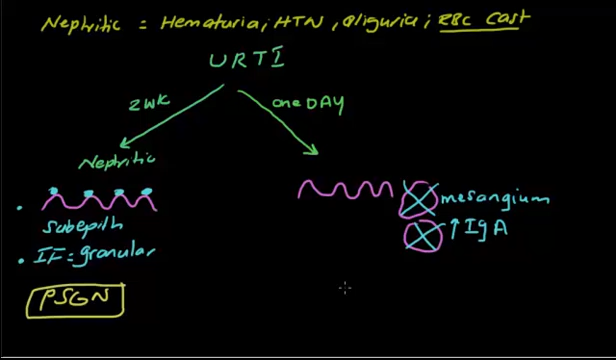 Nephritic = Hematuria, HTN, oliguria, RBC cast
URTI
2WK
one DAY
Nephritic
mesangium
↑ IgA
subepith
IF = granular
PSGN